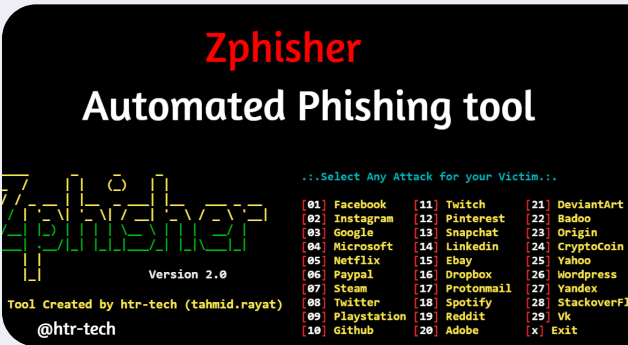 Zphisher
Automated Phishing tool
Zphisher
.:.Select Any Attack for your Victim.:.
[01] Facebook [11] Twitch [21] DeviantArt
[02] Instagram [12] Pinterest [22] Badoo
[03] Google [13] Snapchat [23] Origin
[04] Microsoft [14] Linkedin [24] CryptoCoin
[05] Netflix [15] Ebay [25] Yahoo
[06] Paypal [16] Dropbox [26] Wordpress
[07] Steam [17] Protonmail [27] Yandex
[08] Twitter [18] Spotify [28] StackoverFl
[09] Playstation [19] Reddit [29] Vk
[10] Github [20] Adobe [x] Exit
Version 2.0
Tool Created by htr-tech (tahmid.rayat)
@htr-tech